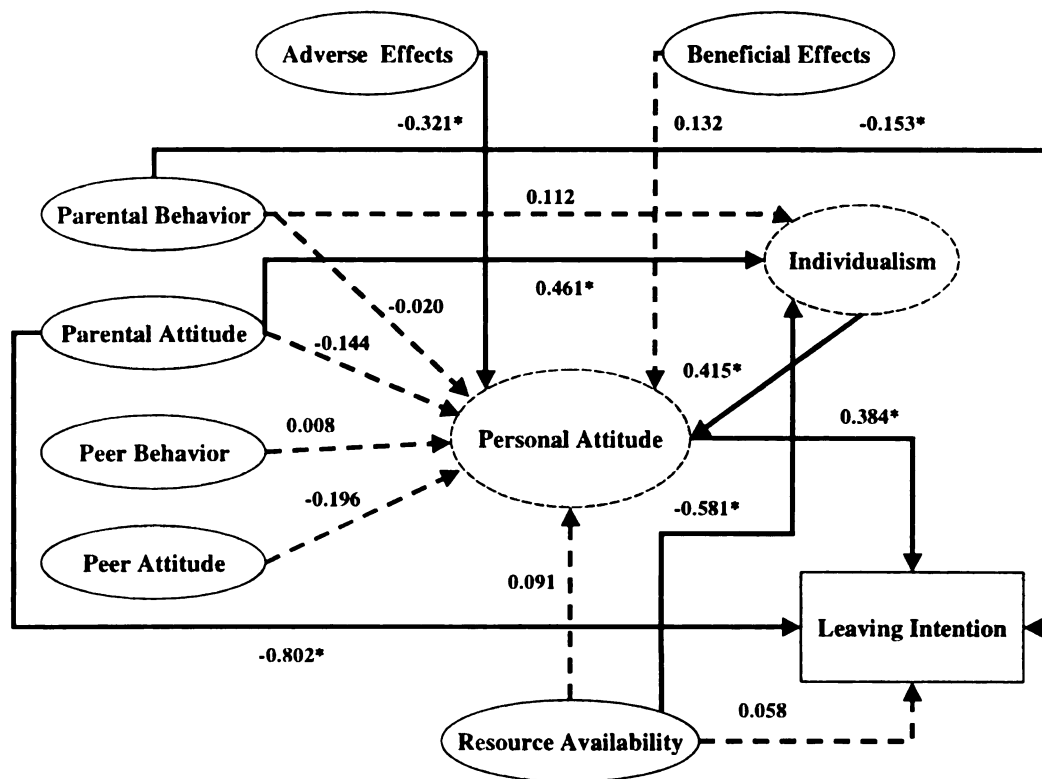 Adverse Effects
Beneficial Effects
-0.321*
0.132
-0.153*
Parental Behavior
0.112
Individualism
0.461*
-0.020
Parental Attitude
-0.144
0.415*
0.384*
Peer Behavior
0.008
Personal Attitude
-0.196
-0.581*
Peer Attitude
0.091
Leaving Intention
-0.802*
0.058
Resource Availability